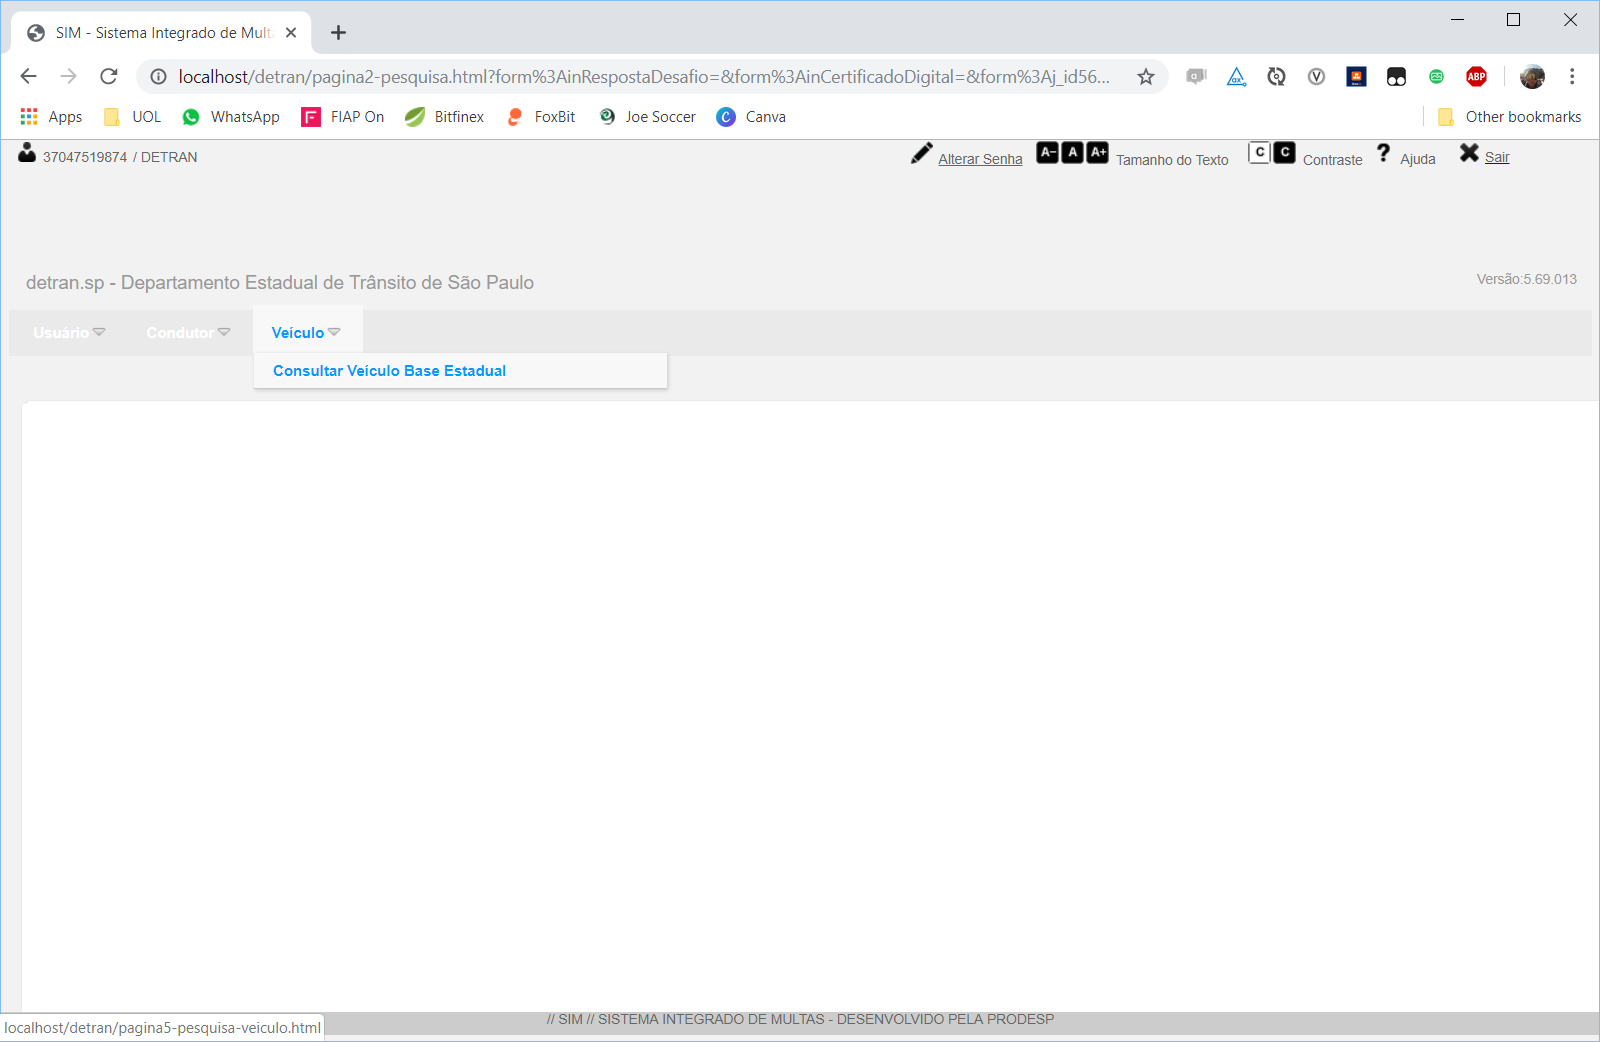 SIM - Sistema Integrado de Mult
localhost/detran/pagina2-pesquisa.html?form%3AinRespostaDesafio=&form%3AinCertificadoDigital=&form%3Aj_id56...
ABP
Apps UOL WhatsApp FIAP On Bitfinex FoxBit Joe Soccer Canva Other bookmarks
37047519874 / DETRAN Alterar Senha A- A A+ Tamanho do Texto C C Contraste ? Ajuda Sair
detran.sp - Departamento Estadual de Trânsito de São Paulo Versão:5.69.013
Usuário Condutor Veículo
Consultar Veículo Base Estadual
// SIM // SISTEMA INTEGRADO DE MULTAS - DESENVOLVIDO PELA PRODESP
localhost/detran/pagina5-pesquisa-veiculo.html